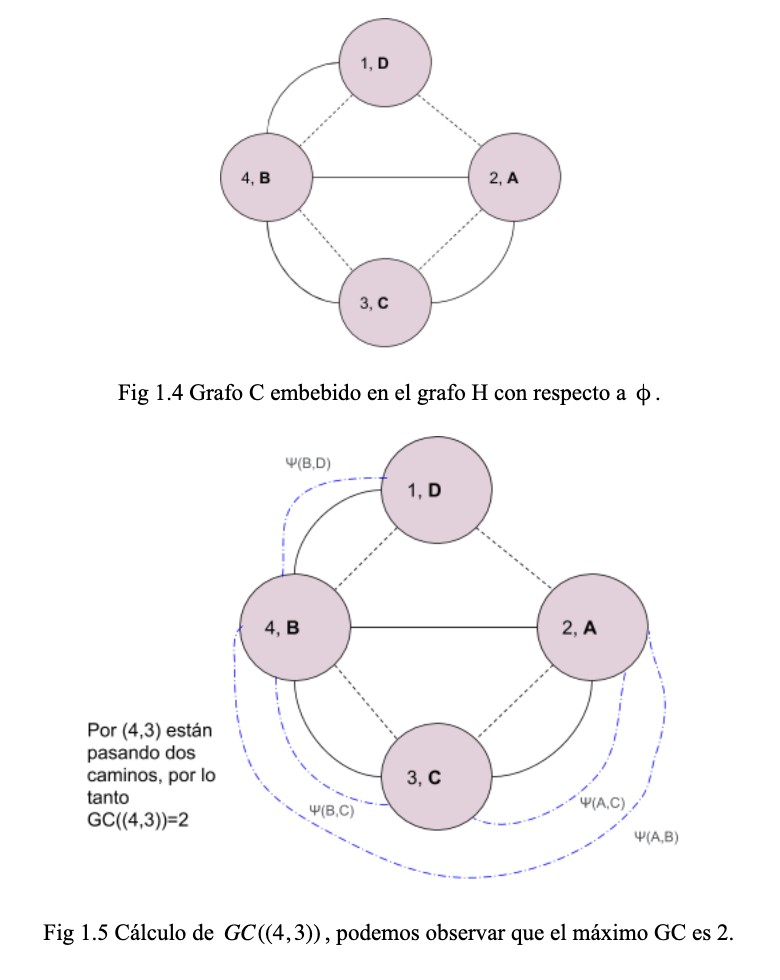 1, D
4, B
2, A
3, C
Fig 1.4 Grafo C embebido en el grafo H con respecto a ϕ .
Ψ(B,D)
1, D
4, B
2, A
Por (4,3) están
pasando dos
caminos, por lo
tanto
GC((4,3))=2
3, C
Ψ(B,C)
Ψ(A,C)
Ψ(A,B)
Fig 1.5 Cálculo de GC((4,3)) , podemos observar que el máximo GC es 2.